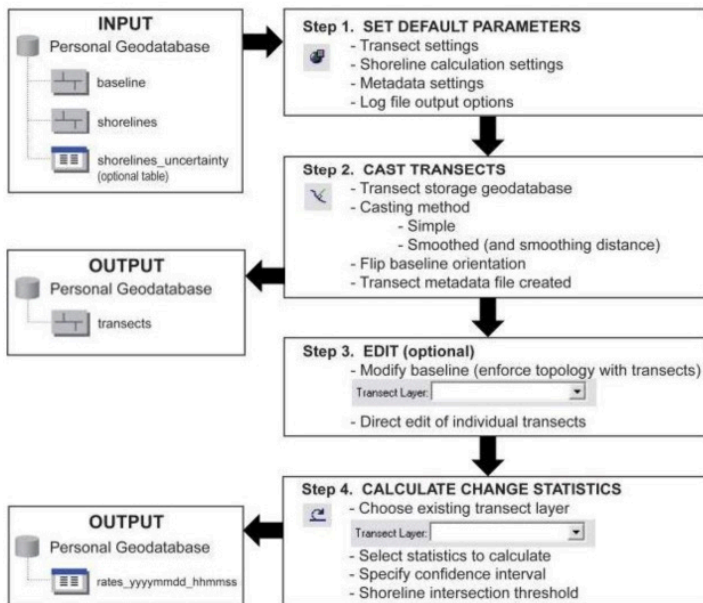 INPUT
Personal Geodatabase
baseline
shorelines
shorelines_uncertainty
(optional table)
Step 1. SET DEFAULT PARAMETERS
- Transect settings
- Shoreline calculation settings
- Metadata settings
- Log file output options
Step 2. CAST TRANSECTS
- Transect storage geodatabase
- Casting method
- Simple
- Smoothed (and smoothing distance)
- Flip baseline orientation
- Transect metadata file created
OUTPUT
Personal Geodatabase
transects
Step 3. EDIT (optional)
- Modify baseline (enforce topology with transects)
Transect Layer:
- Direct edit of individual transects
Step 4. CALCULATE CHANGE STATISTICS
- Choose existing transect layer
Transect Layer:
- Select statistics to calculate
- Specify confidence interval
- Shoreline intersection threshold
OUTPUT
Personal Geodatabase
rates_yyyymmdd_hhmmss